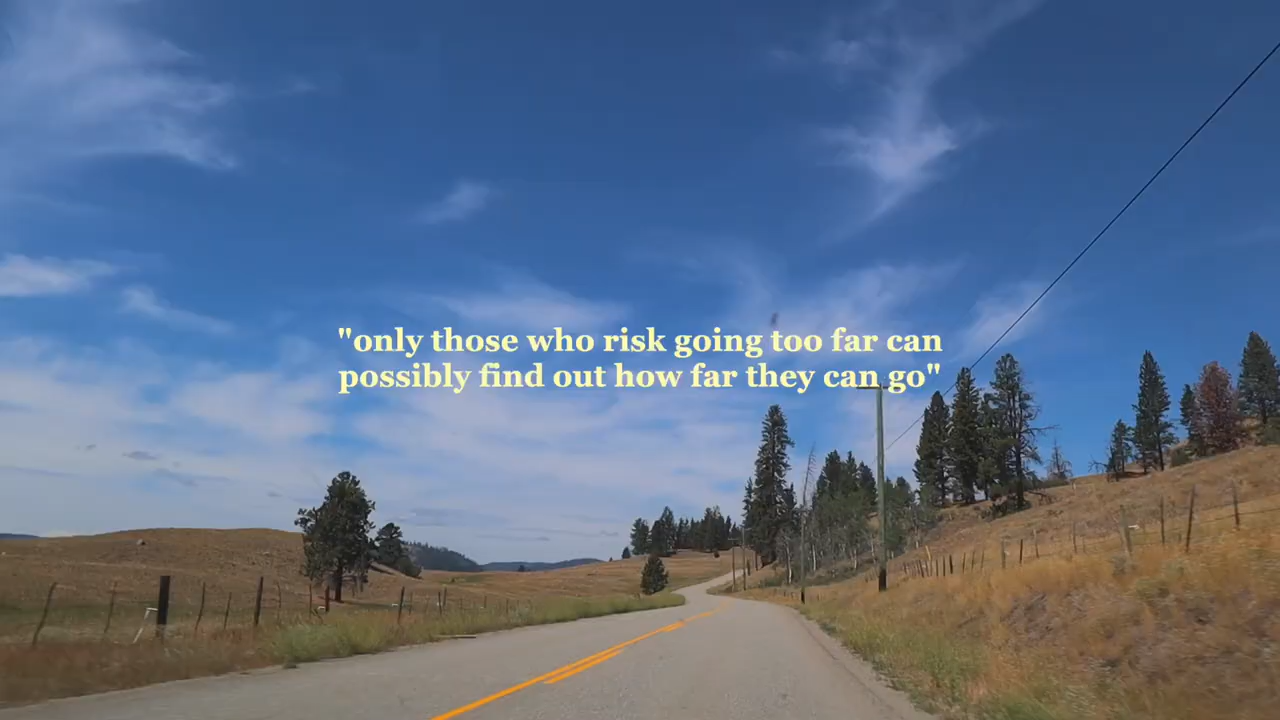 "only those who risk going too far can
possibly find out how far they can go"